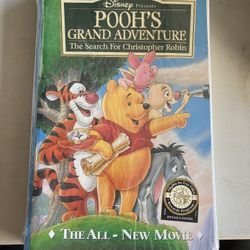 Disney Presents
POOH'S
GRAND ADVENTURE
The Search For Christopher Robin
THE ALL-NEW MOVIE